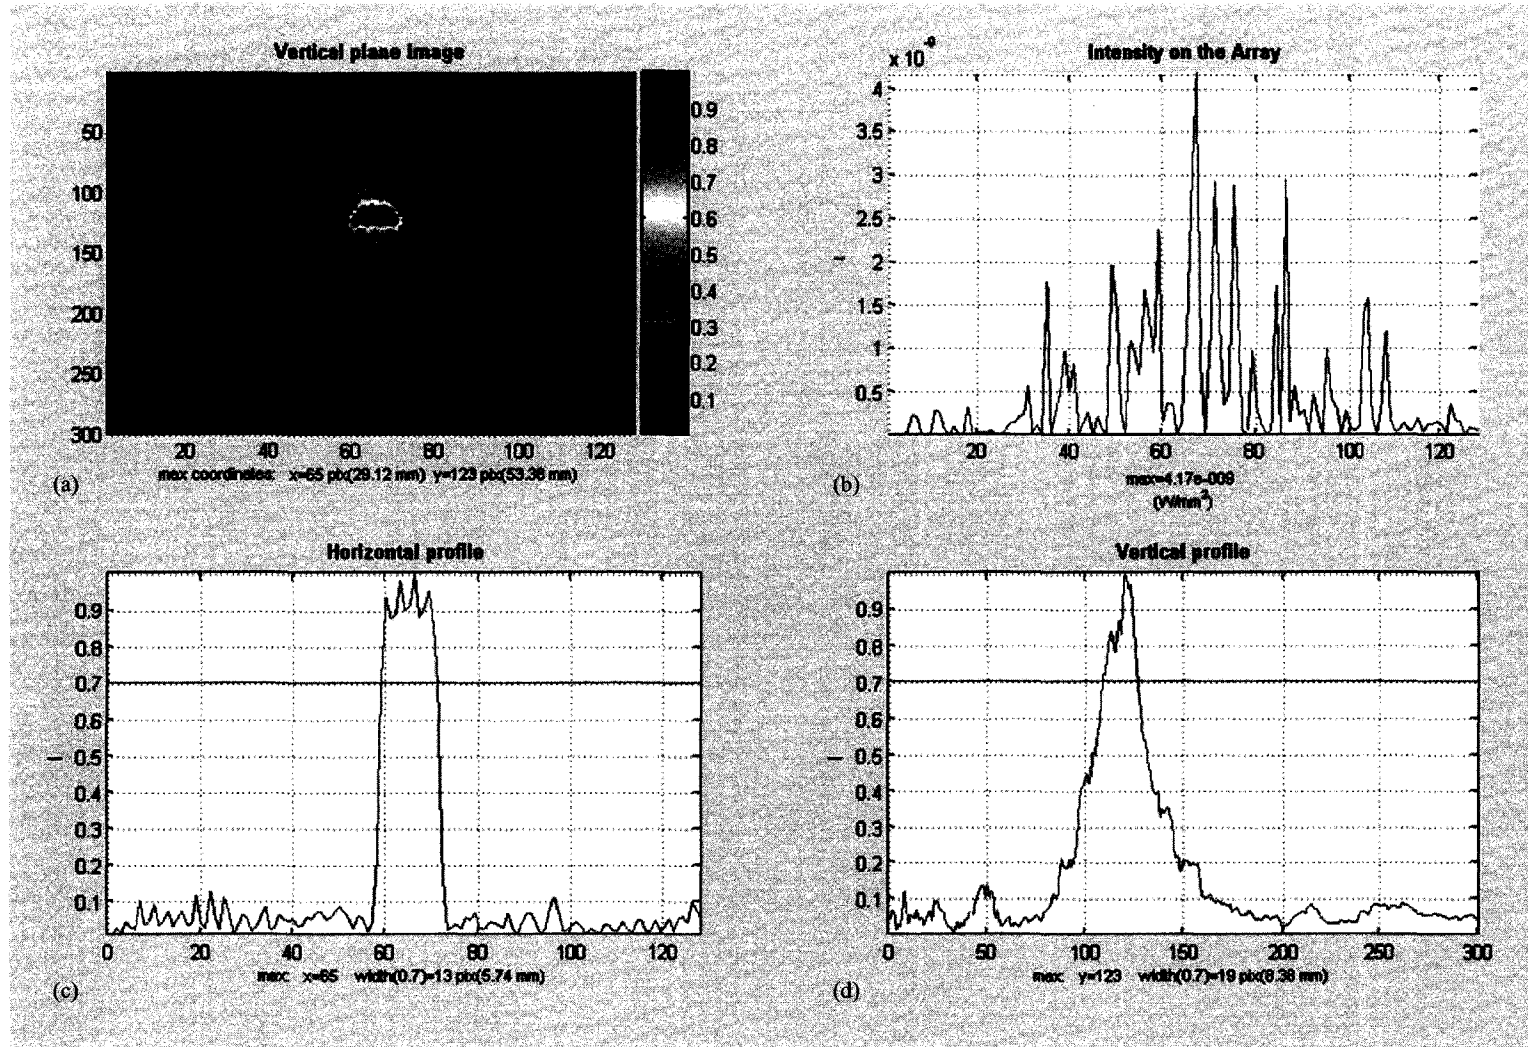 Vertical plane image
50
100
150
200
250
300
20 40 60 80 100 120
0.9
0.8
0.7
0.6
0.5
0.4
0.3
0.2
0.1
max coordinates: x=65 pix(29.12 mm) y=123 pix(53.38 mm)
(a)
Intensity on the Array
x 10
-9
4
3.5
3
2.5
2
1.5
1
0.5
I
20 40 60 80 100 120
max=4.17e-009
(W/mm²)
(b)
Horizontal profile
0.9
0.8
0.7
0.6
0.5
0.4
0.3
0.2
0.1
I
0 20 40 60 80 100 120
max: x=65 width(0.7)=13 pix(5.74 mm)
(c)
Vertical profile
0.9
0.8
0.7
0.6
0.5
0.4
0.3
0.2
0.1
I
0 50 100 150 200 250 300
max: y=123 width(0.7)=19 pix(8.38 mm)
(d)